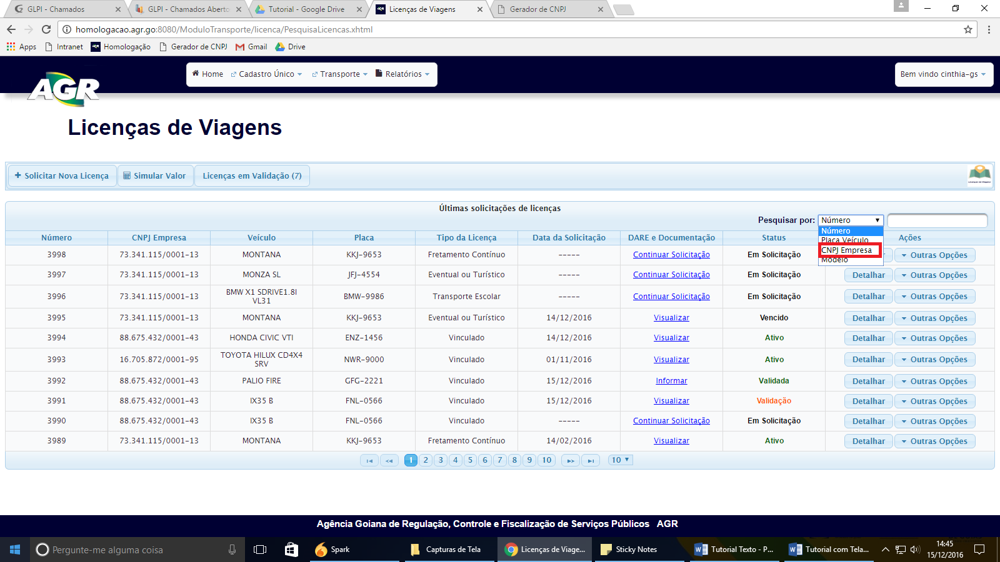 GLPI - Chamados
GLPI - Chamados Aberto
Tutorial - Google Drive
AGR
Licenças de Viagens
Gerador de CNPJ
homologacao.agr.go:8080/ModuloTransporte/licenca/PesquisaLicencas.xhtml
Apps Intranet AGR Homologação Gerador de CNPJ Gmail Drive
AGR
Home Cadastro Único Transporte Relatórios
Bem vindo cinthia-gs
Licenças de Viagens
+ Solicitar Nova Licença Simular Valor Licenças em Validação (7)
Últimas solicitações de licenças
Pesquisar por: Número
Número
Placa Veículo
CNPJ Empresa
Modelo
Número CNPJ Empresa Veículo Placa Tipo da Licença Data da Solicitação DARE e Documentação Status Ações
3998 73.341.115/0001-13 MONTANA KKJ-9653 Fretamento Contínuo ----- Continuar Solicitação Em Solicitação Outras Opções
3997 73.341.115/0001-13 MONZA SL JFJ-4554 Eventual ou Turístico ----- Continuar Solicitação Em Solicitação Detalhar Outras Opções
3996 73.341.115/0001-13 BMW X1 SDRIVE1.8I VL31 BMW-9986 Transporte Escolar ----- Continuar Solicitação Em Solicitação Detalhar Outras Opções
3995 73.341.115/0001-13 MONTANA KKJ-9653 Eventual ou Turístico 14/12/2016 Visualizar Vencido Detalhar Outras Opções
3994 88.675.432/0001-43 HONDA CIVIC VTI ENZ-1456 Vinculado 14/12/2016 Visualizar Ativo Detalhar Outras Opções
3993 16.705.872/0001-95 TOYOTA HILUX CD4X4 SRV NWR-9000 Vinculado 01/11/2016 Visualizar Ativo Detalhar Outras Opções
3992 88.675.432/0001-43 PALIO FIRE GFG-2221 Vinculado 15/12/2016 Informar Validada Detalhar Outras Opções
3991 88.675.432/0001-43 IX35 B FNL-0566 Vinculado 15/12/2016 Visualizar Validação Detalhar Outras Opções
3990 88.675.432/0001-43 IX35 B FNL-0566 Vinculado ----- Continuar Solicitação Em Solicitação Detalhar Outras Opções
3989 73.341.115/0001-13 MONTANA KKJ-9653 Fretamento Contínuo 14/02/2016 Visualizar Ativo Detalhar Outras Opções
1 2 3 4 5 6 7 8 9 10 10
Agência Goiana de Regulação, Controle e Fiscalização de Serviços Públicos AGR
Pergunte-me alguma coisa
Spark
Capturas de Tela
Licenças de Viage...
Sticky Notes
Tutorial Texto - P...
Tutorial com Tela...
14:45
15/12/2016